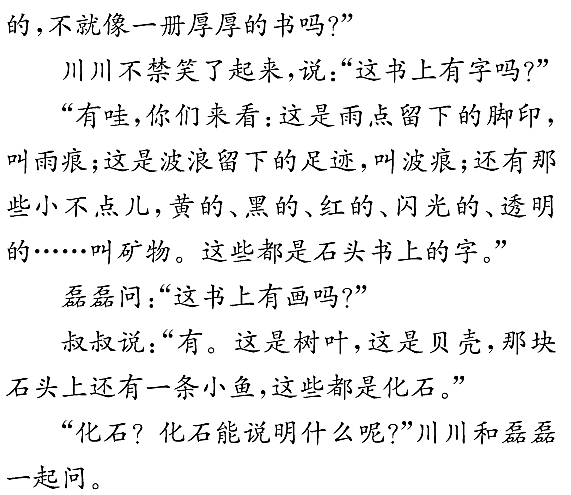 的，不就像一册厚厚的书吗？”
川川不禁笑了起来，说：“这书上有字吗？”
“有哇，你们来看：这是雨点留下的脚印，
叫雨痕；这是波浪留下的足迹，叫波痕；还有那
些小不点儿，黄的、黑的、红的、闪光的、透明
的……叫矿物。这些都是石头书上的字。”
磊磊问：“这书上有画吗？”
叔叔说：“有。这是树叶，这是贝壳，那块
石头上还有一条小鱼，这些都是化石。”
“化石？化石能说明什么呢？”川川和磊磊
一起问。